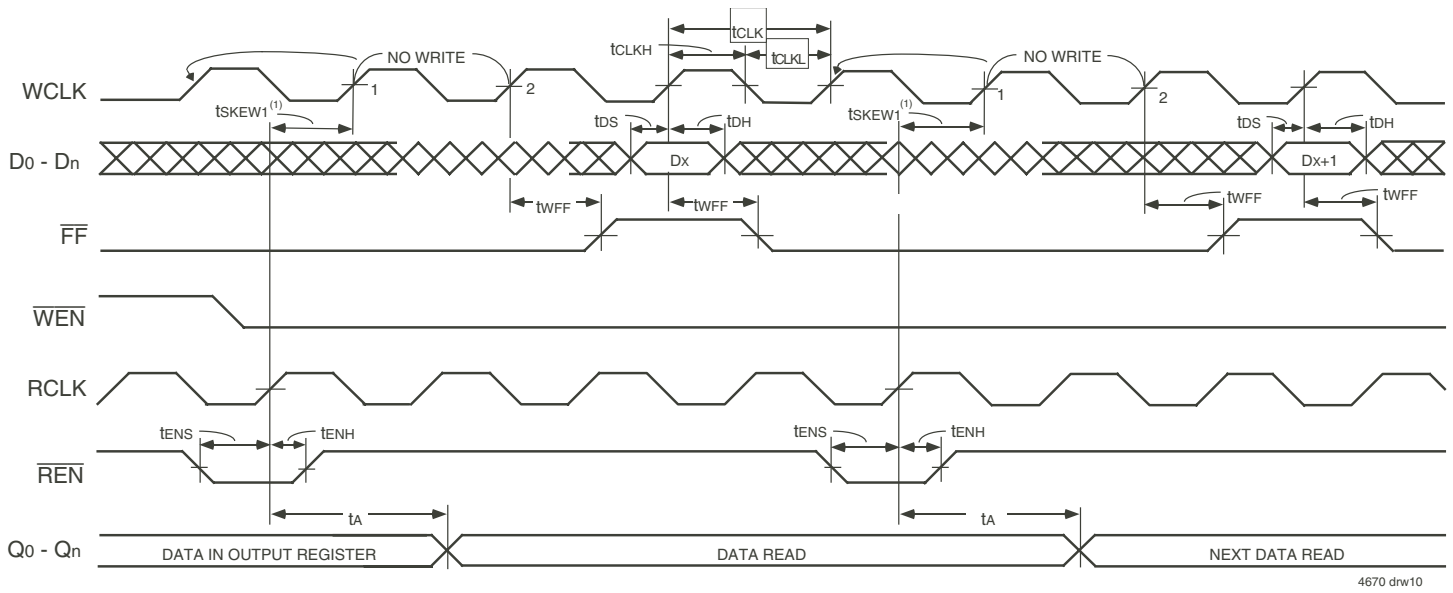 tCLK
tCLKH
tCLKL
NO WRITE
NO WRITE
WCLK
1
2
1
2
tSKEW1(1)
tDS
tDH
tSKEW1(1)
tDS
tDH
D0 - Dn
DX
DX+1
tWFF
tWFF
tWFF
tWFF
FF
WEN
RCLK
tENS
tENH
tENS
tENH
REN
tA
tA
Q0 - Qn
DATA IN OUTPUT REGISTER
DATA READ
NEXT DATA READ
4670 drw10